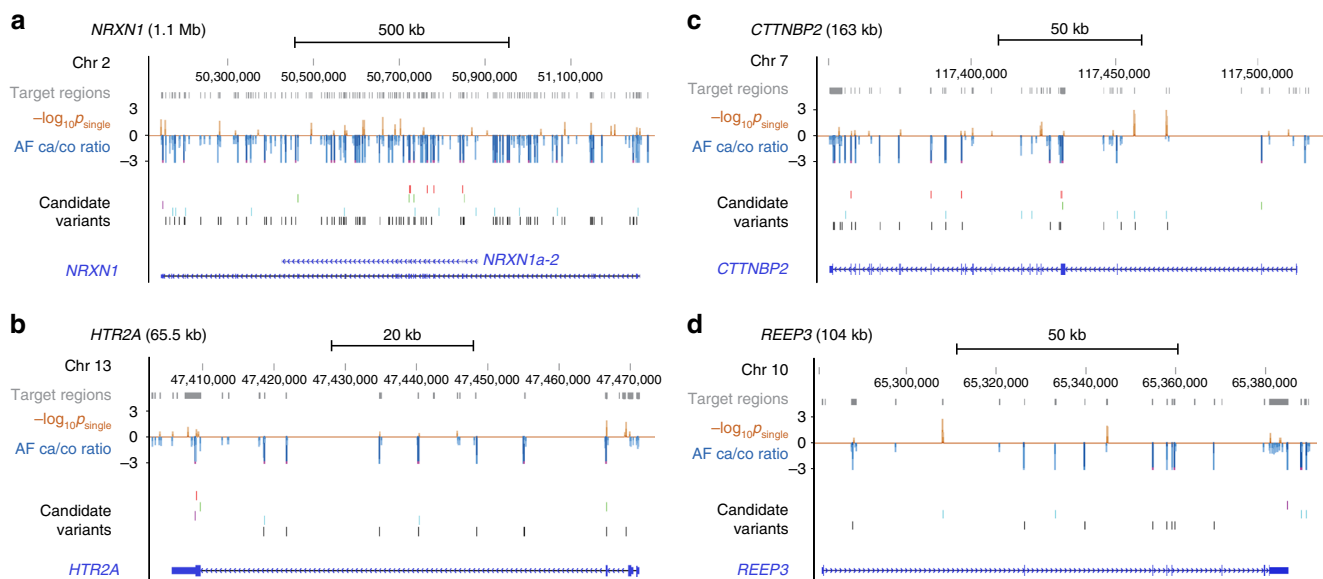 a
NRXN1 (1.1 Mb)
500 kb
Chr 2
50,300,000 50,500,000 50,700,000 50,900,000 51,100,000
Target regions
3
–log10psingle
0
AF ca/co ratio
–3
Candidate
variants
NRXN1a-2
NRXN1
b
HTR2A (65.5 kb)
20 kb
Chr 13
47,410,000 47,420,000 47,430,000 47,440,000 47,450,000 47,460,000 47,470,000
Target regions
3
–log10psingle
0
AF ca/co ratio
–3
Candidate
variants
HTR2A
c
CTTNBP2 (163 kb)
50 kb
Chr 7
117,400,000 117,450,000 117,500,000
Target regions
3
–log10psingle
0
AF ca/co ratio
–3
Candidate
variants
CTTNBP2
d
REEP3 (104 kb)
50 kb
Chr 10
65,300,000 65,320,000 65,340,000 65,360,000 65,380,000
Target regions
3
–log10psingle
0
AF ca/co ratio
–3
Candidate
variants
REEP3